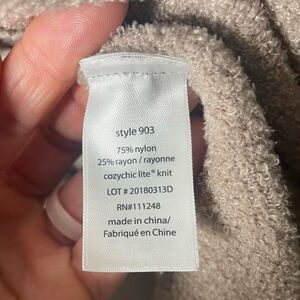 style 903
75% nylon
25% rayon / rayonne
cozychic lite® knit
LOT # 20180313D
RN#111248
made in china/
Fabriqué en Chine